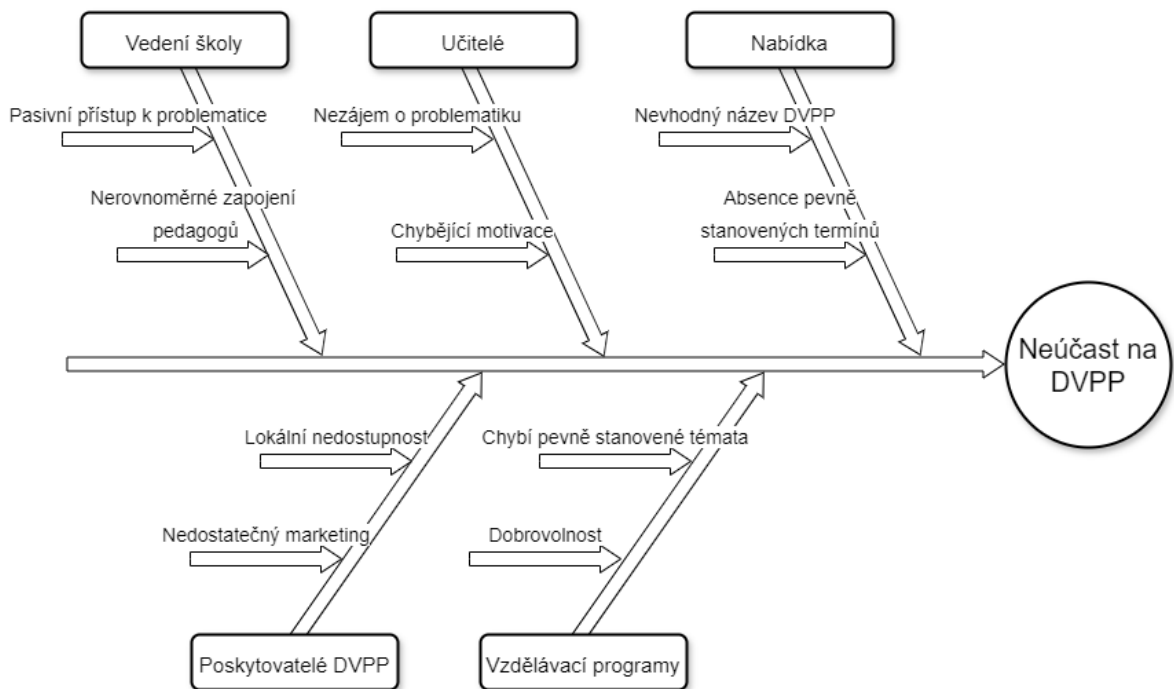 Vedení školy
Učitelé
Nabídka
Pasivní přístup k problematice
Nezájem o problematiku
Nevhodný název DVPP
Nerovnoměrné zapojení
pedagogů
Chybějící motivace
Absence pevně
stanovených termínů
Neúčast na
DVPP
Lokální nedostupnost
Chybí pevně stanovené témata
Nedostatečný marketing
Dobrovolnost
Poskytovatelé DVPP
Vzdělávací programy